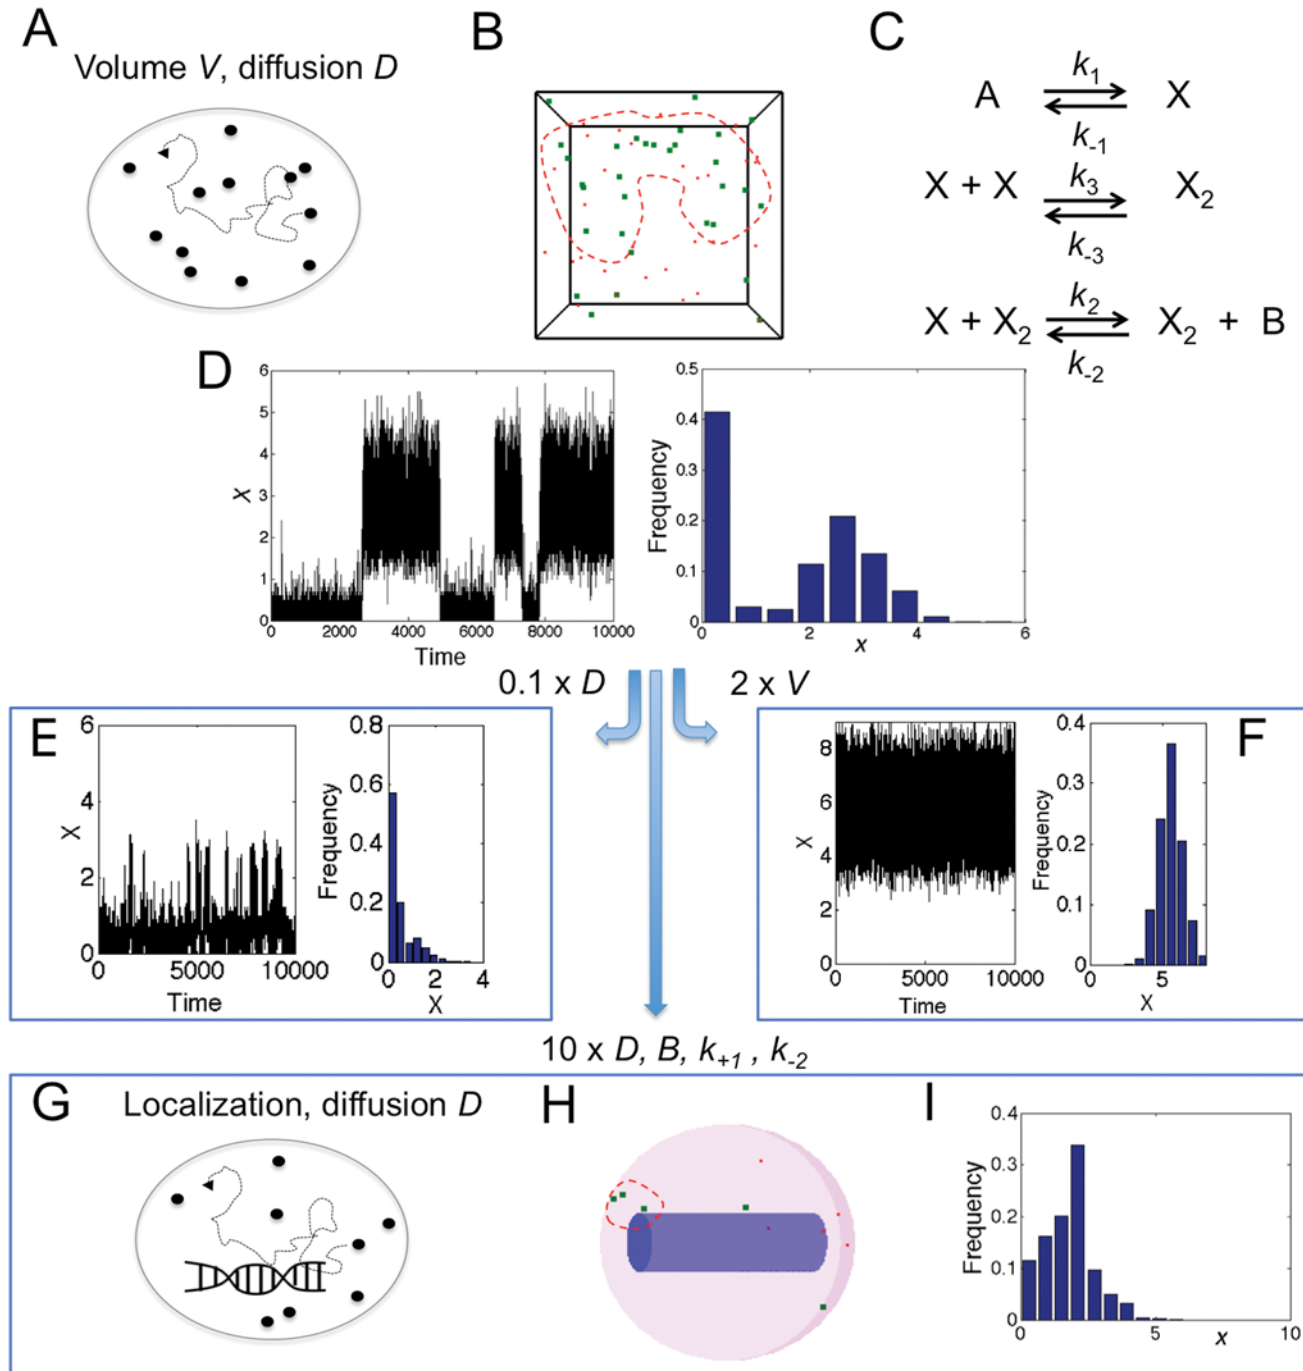 A
Volume V, diffusion D
B
C
A
k1
k-1
X
X + X
k3
k-3
X2
X + X2
k2
k-2
X2 + B
D
X
6
5
4
3
2
1
0
0 2000 4000 6000 8000 10000
Time
Frequency
0.5
0.4
0.3
0.2
0.1
0
0 2 4 6
x
0.1 x D
2 x V
E
X
6
4
2
0
0 5000 10000
Time
Frequency
0.8
0.6
0.4
0.2
0
0 2 4
X
F
X
8
6
4
2
0
0 5000 10000
Time
Frequency
0.4
0.3
0.2
0.1
0
0 5
X
10 x D, B, k+1 , k-2
G
Localization, diffusion D
H
I
Frequency
0.4
0.3
0.2
0.1
0
0 5 10
x